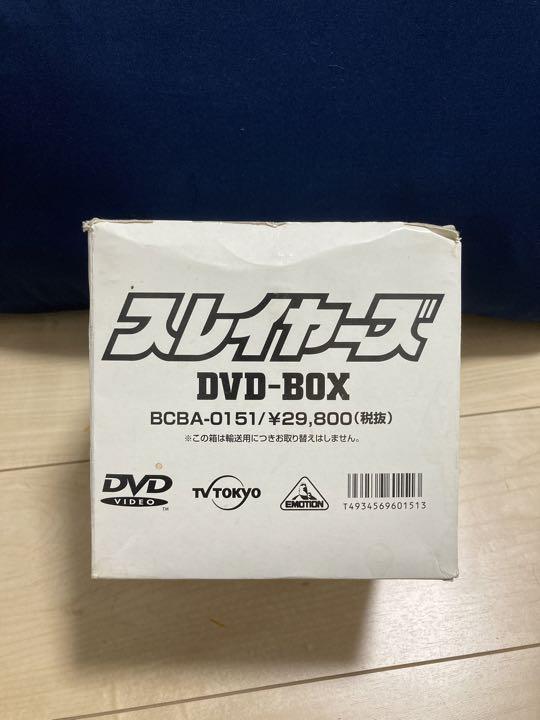 スレイヤーズ
DVD-BOX
BCBA-0151/¥29,800(税抜)
※この箱は輸送用につきお取り替えはしません。
DVD
VIDEO
TM
TV TOKYO
EMOTION
T4934569601513